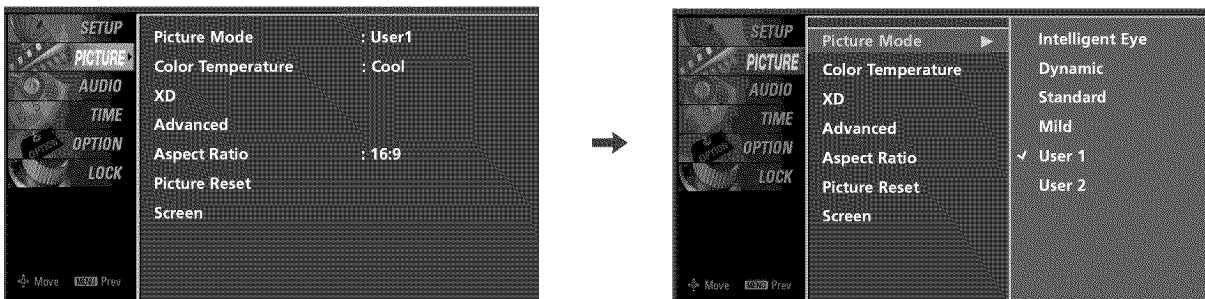 SETUP
PICTURE
AUDIO
TIME
OPTION
LOCK
Move MENU Prev
Picture Mode : User1
Color Temperature : Cool
XD
Advanced
Aspect Ratio : 16:9
Picture Reset
Screen
SETUP
PICTURE
AUDIO
TIME
OPTION
LOCK
Move MENU Prev
Picture Mode
Color Temperature
XD
Advanced
Aspect Ratio
Picture Reset
Screen
Intelligent Eye
Dynamic
Standard
Mild
✓ User 1
User 2